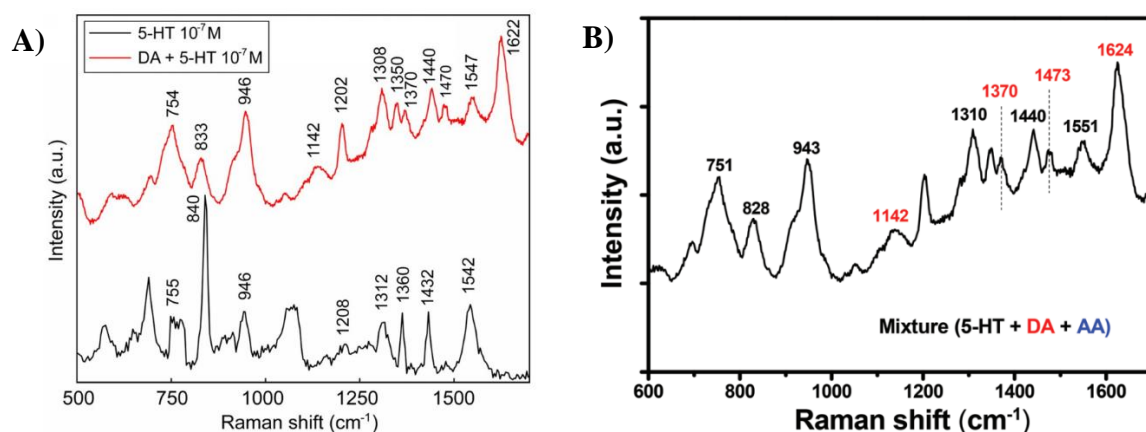 A)
5-HT 10⁻⁷M
DA + 5-HT 10⁻⁷M
754
833
946
1142
1202
1308
1350
1370
1440
1470
1547
1622
755
840
946
1208
1312
1360
1432
1542
Intensity (a.u.)
500 750 1000 1250 1500
Raman shift (cm⁻¹)
B)
751
828
943
1142
1310
1370
1440
1473
1551
1624
Mixture (5-HT + DA + AA)
Intensity (a.u.)
600 800 1000 1200 1400 1600
Raman shift (cm⁻¹)